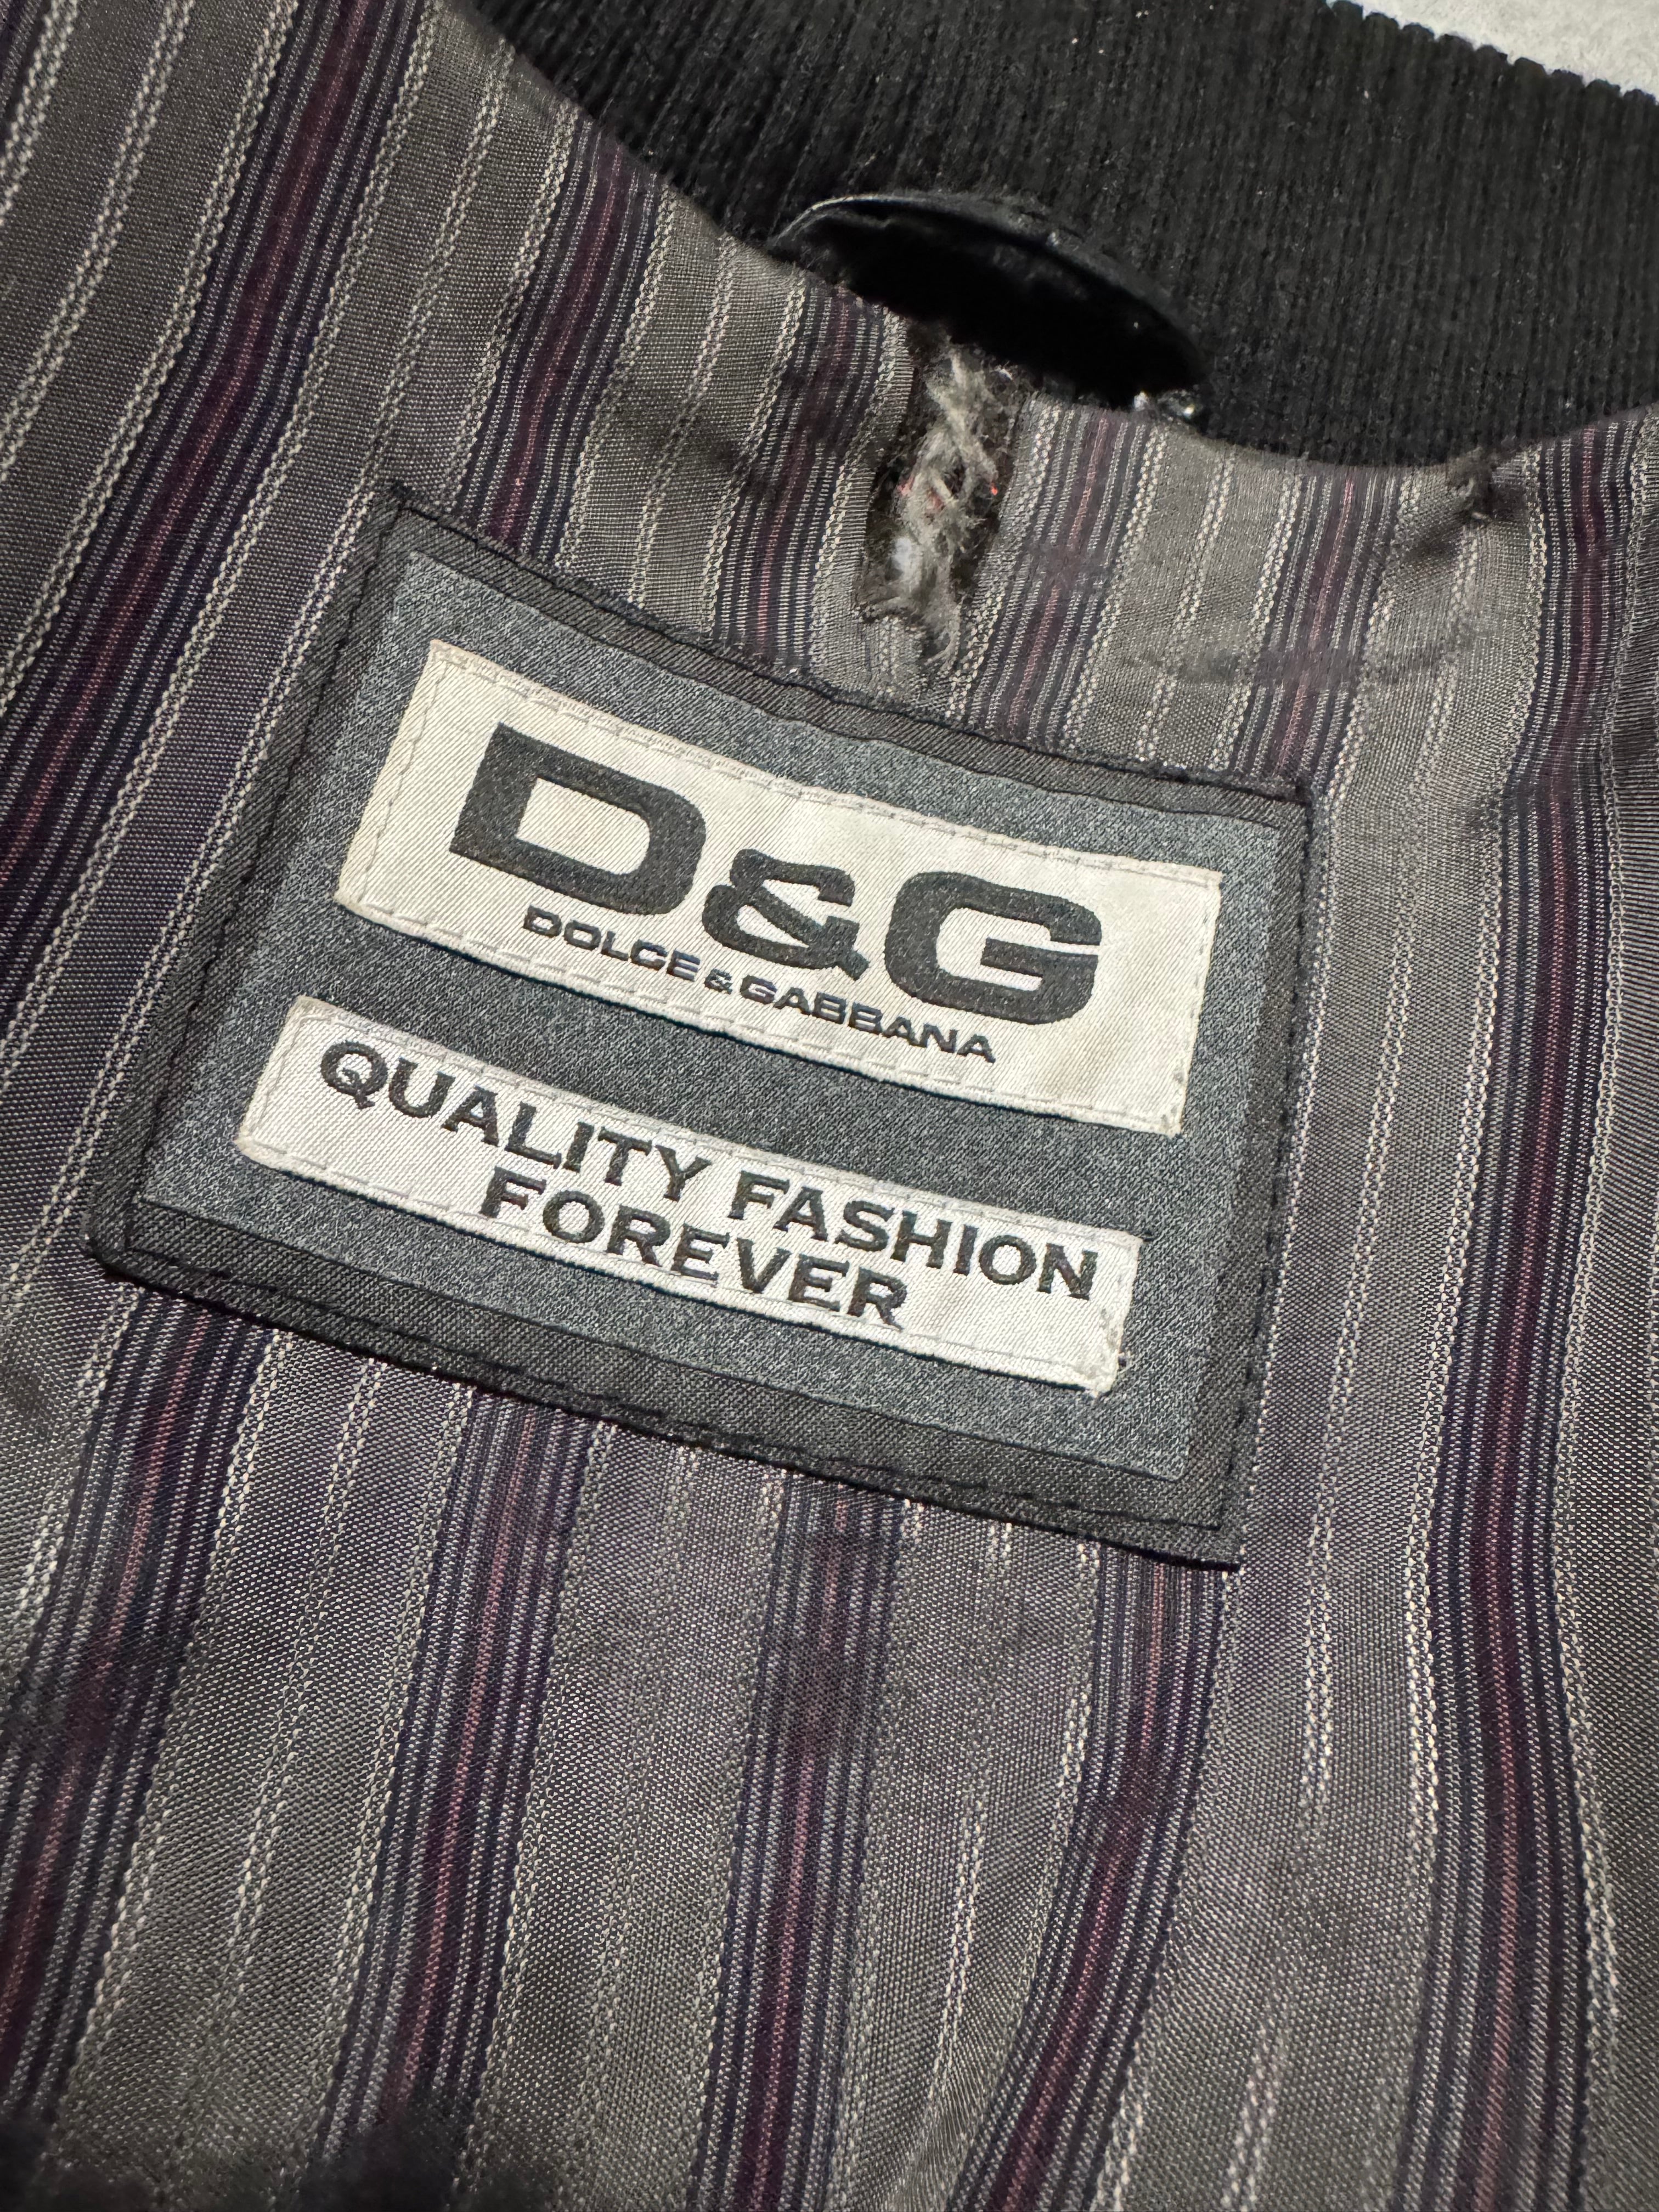 D&G
DOLCE & GABBANA
QUALITY FASHION
FOREVER